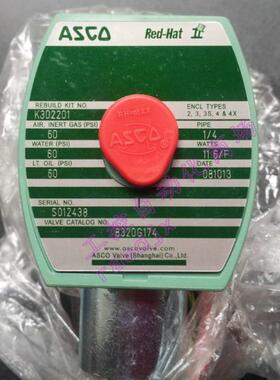 ASCO Red-Hat II
REBUILD KIT NO.
K302201
ENCL TYPES
2, 3, 3S, 4 & 4X
AIR, INERT GAS (PSI)
60
PIPE
1/4
WATER (PSI)
60
WATTS
11.6/F
LT. OIL (PSI)
60
081013
ASCO
SERIAL NO.
S012438
VALVE CATALOG NO.
8320G174
www.ascovalve.com
ASCO Valve (Shanghai) Co., Ltd.